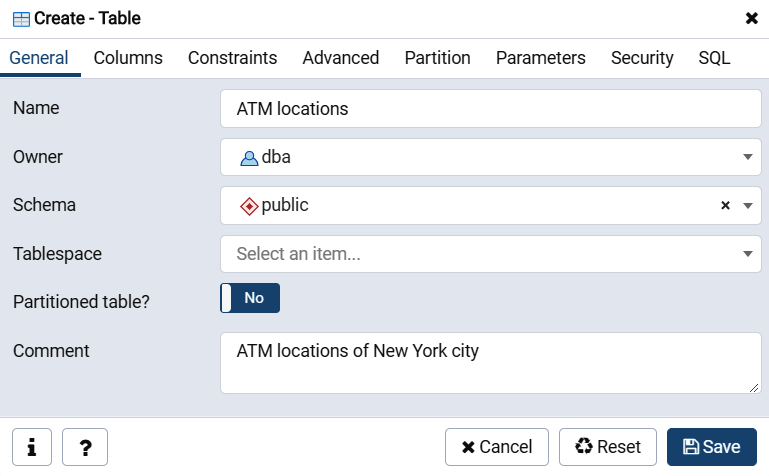 Create - Table
General Columns Constraints Advanced Partition Parameters Security SQL
Name ATM locations
Owner dba
Schema public
Tablespace Select an item...
Partitioned table? No
Comment ATM locations of New York city
i ? Cancel Reset Save